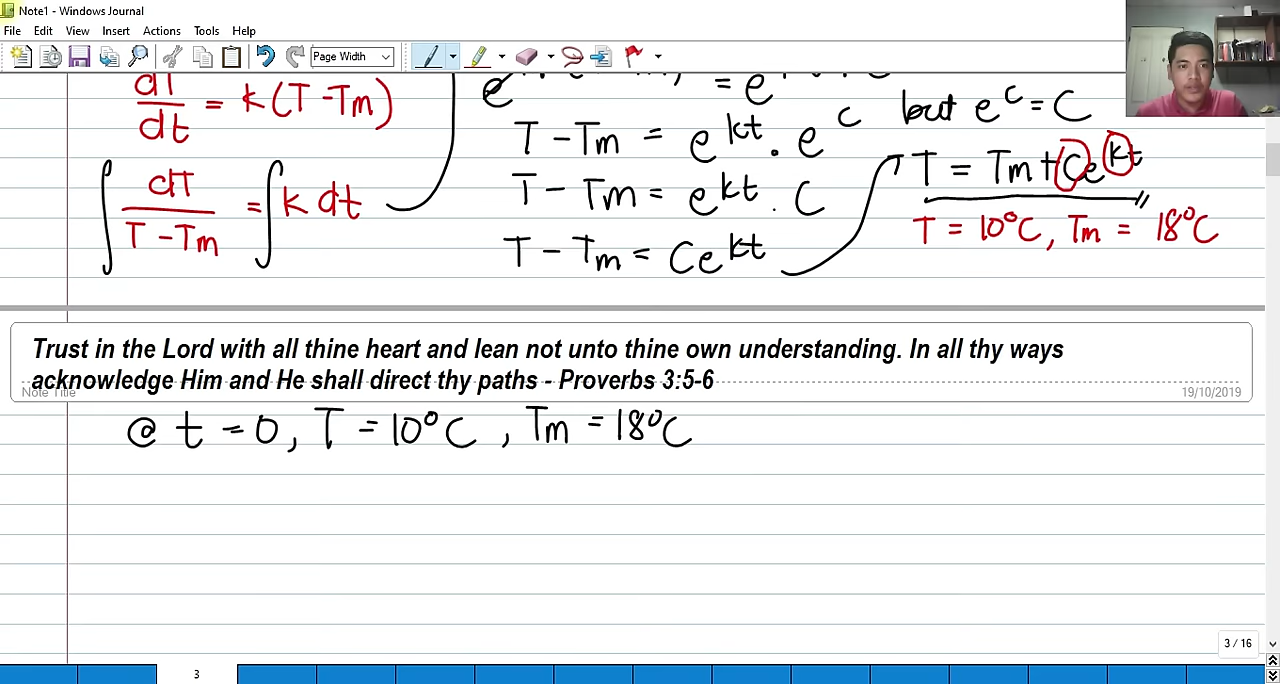 Note1 - Windows Journal
File Edit View Insert Actions Tools Help
Page Width
dT/dt = k(T-Tm)
∫ dT/(T-Tm) = ∫ k dt
T-Tm = e^kt . e^c
T- Tm = e^kt . C
T- Tm = Ce^kt
but e^c = C
T = Tm + Ce^kt
T = 10°C, Tm = 18°C
Trust in the Lord with all thine heart and lean not unto thine own understanding. In all thy ways
acknowledge Him and He shall direct thy paths - Proverbs 3:5-6
Note Title
19/10/2019
@ t = 0, T = 10°C, Tm = 18°C
3 / 16
3